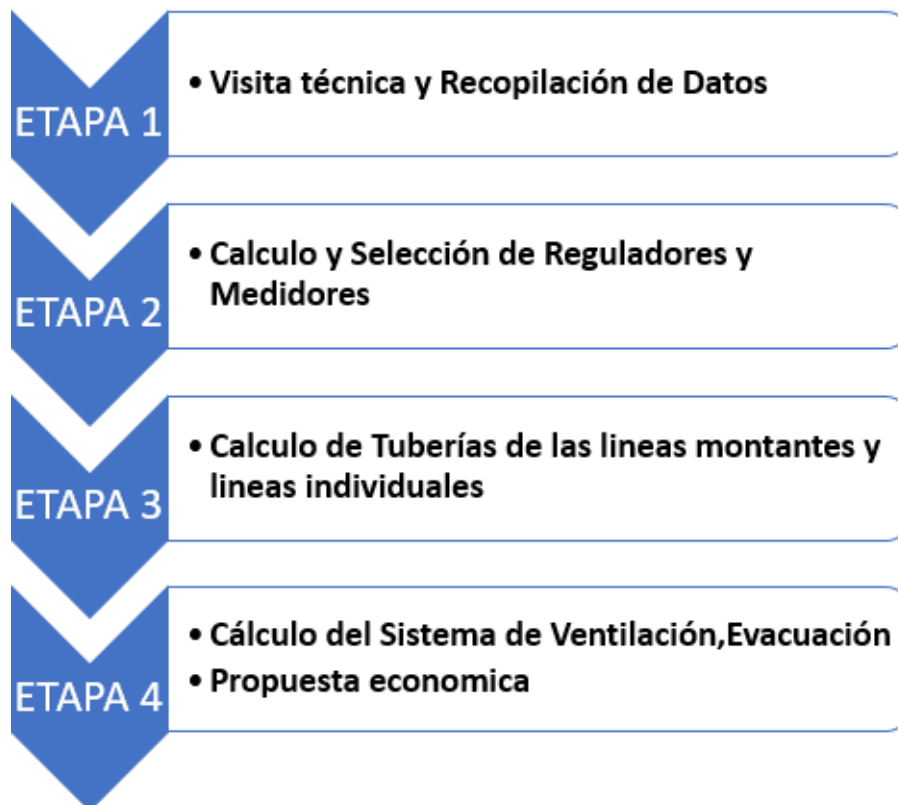 ETAPA 1
• Visita técnica y Recopilación de Datos
ETAPA 2
• Calculo y Selección de Reguladores y
Medidores
ETAPA 3
• Calculo de Tuberías de las lineas montantes y
lineas individuales
ETAPA 4
• Cálculo del Sistema de Ventilación,Evacuación
• Propuesta economica